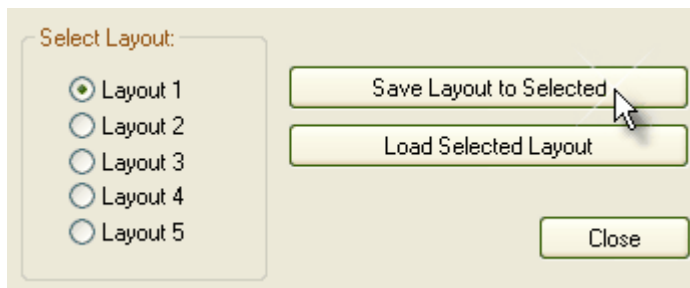 Select Layout:
Layout 1
Layout 2
Layout 3
Layout 4
Layout 5
Save Layout to Selected
Load Selected Layout
Close